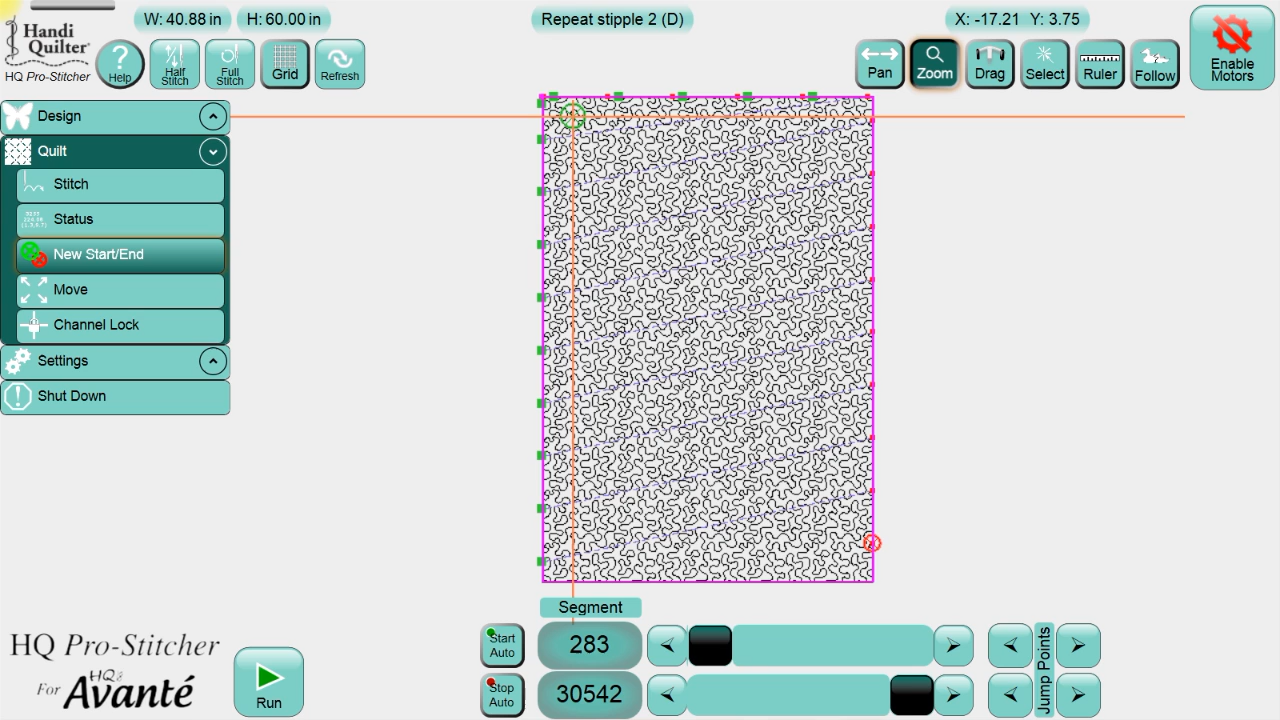 W: 40.88 in
H: 60.00 in
Repeat stipple 2 (D)
X: -17.21 Y: 3.75
Handi
Quilter
HQ Pro-Stitcher
Help
Half
Stitch
Full
Stitch
Grid
Refresh
Pan
Zoom
Drag
Select
Ruler
Follow
Enable
Motors
Design
Quilt
Stitch
Status
New Start/End
Move
Channel Lock
Settings
Shut Down
Segment
Start
Auto
283
Stop
Auto
30542
Jump Points
HQ Pro-Stitcher
For HQ Avanté
Run